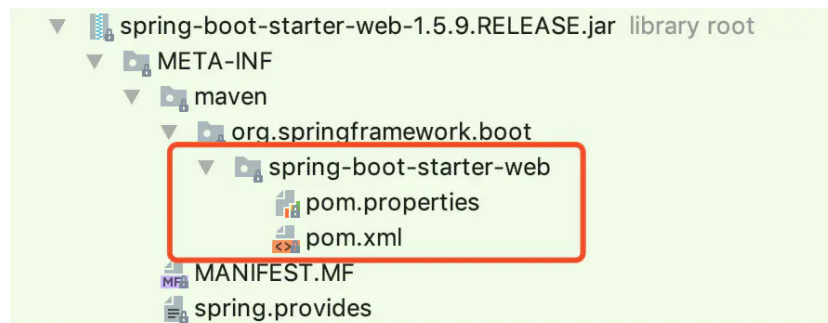 spring-boot-starter-web-1.5.9.RELEASE.jar library root
META-INF
maven
org.springframework.boot
spring-boot-starter-web
pom.properties
pom.xml
MANIFEST.MF
spring.provides